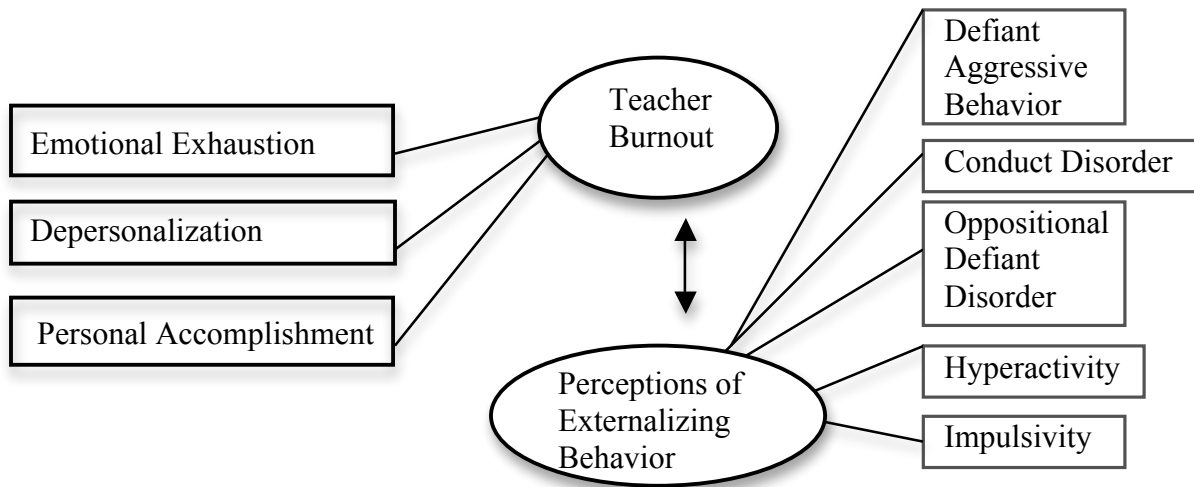 Emotional Exhaustion
Depersonalization
Personal Accomplishment
Teacher
Burnout
Perceptions of
Externalizing
Behavior
Defiant
Aggressive
Behavior
Conduct Disorder
Oppositional
Defiant
Disorder
Hyperactivity
Impulsivity